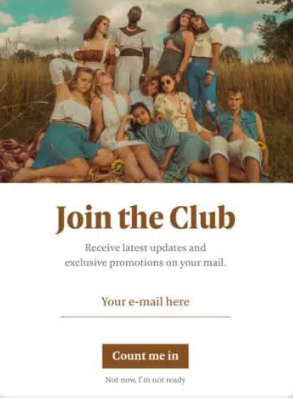 Join the Club
Receive latest updates and
exclusive promotions on your mail.
Your e-mail here
Count me in
Not now, I'm not ready